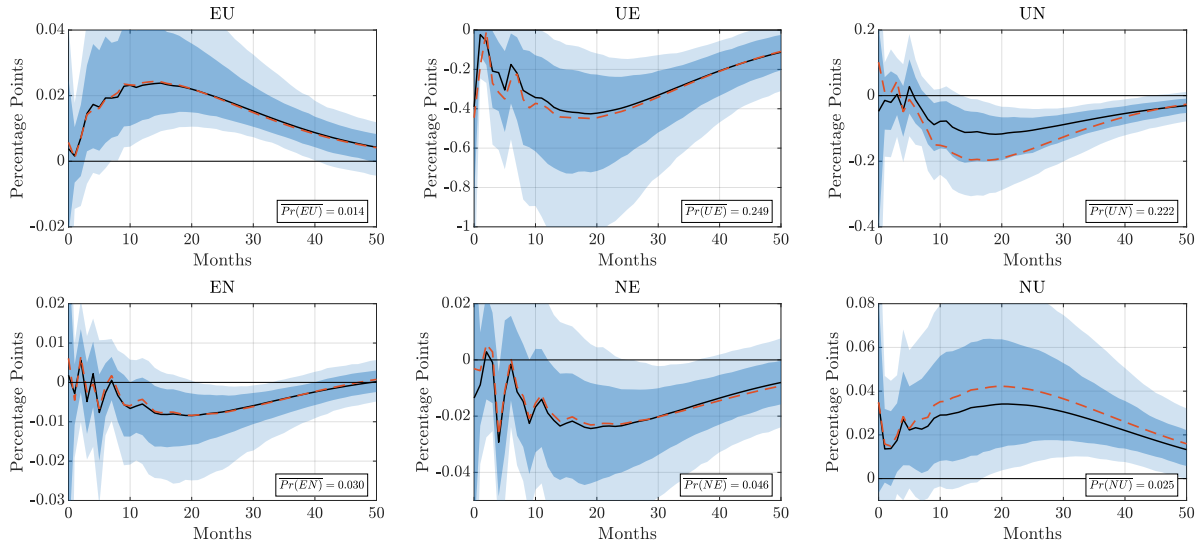 EU
Percentage Points
0.04
0.02
0
-0.02
0 10 20 30 40 50
Months
Pr(EU) = 0.014
UE
Percentage Points
0
-0.2
-0.4
-0.6
-0.8
-1
0 10 20 30 40 50
Months
Pr(UE) = 0.249
UN
Percentage Points
0.2
0
-0.2
-0.4
0 10 20 30 40 50
Months
Pr(UN) = 0.222
EN
Percentage Points
0.02
0.01
0
-0.01
-0.02
-0.03
0 10 20 30 40 50
Months
Pr(EN) = 0.030
NE
Percentage Points
0.02
0
-0.02
-0.04
0 10 20 30 40 50
Months
Pr(NE) = 0.046
NU
Percentage Points
0.08
0.06
0.04
0.02
0
0 10 20 30 40 50
Months
Pr(NU) = 0.025